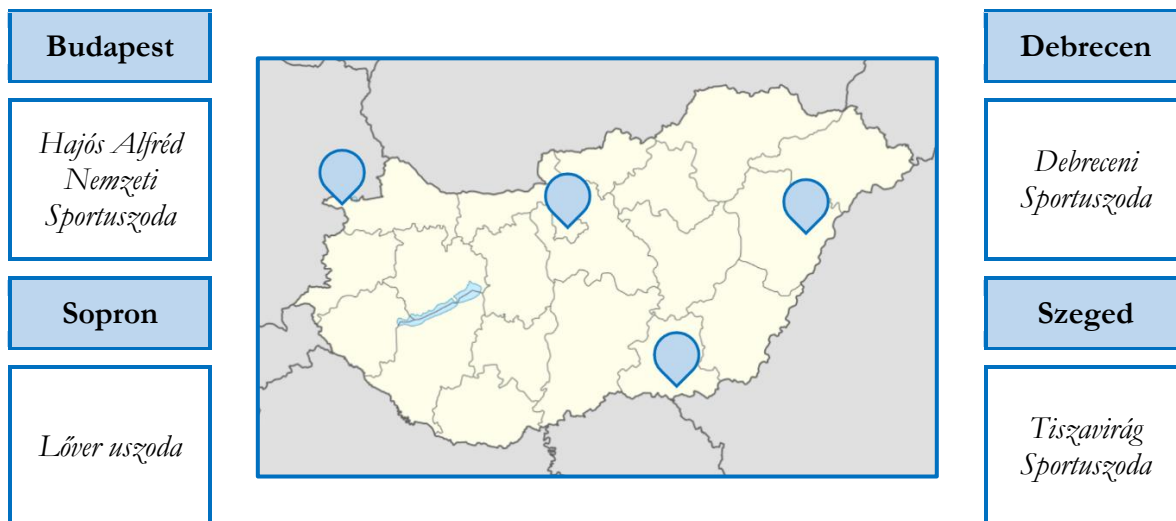 Budapest
Hajós Alfréd
Nemzeti
Sportuszoda
Sopron
Lőver uszoda
Debrecen
Debreceni
Sportuszoda
Szeged
Tiszavirág
Sportuszoda